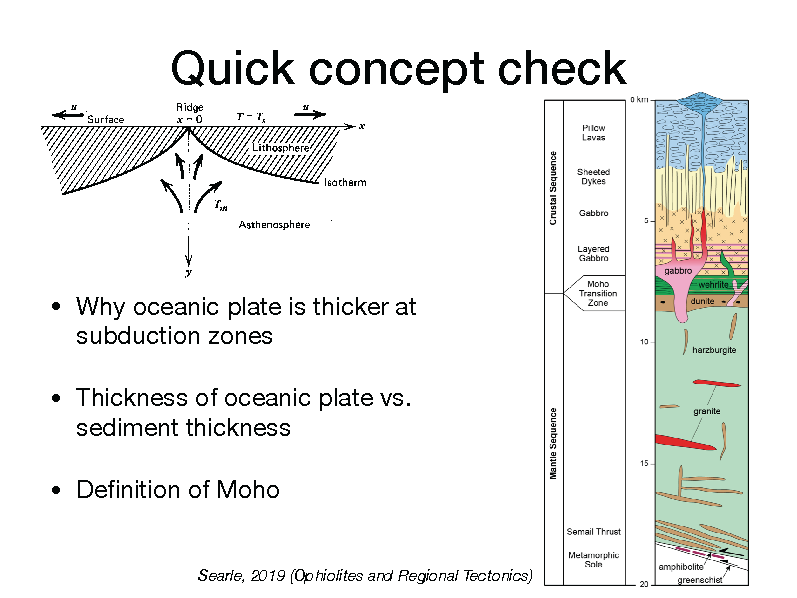 Quick concept check
u
Ridge
x = 0
T = Ts
u
Surface
x
Lithosphere
Isotherm
Tm
Asthenosphere
y
• Why oceanic plate is thicker at
subduction zones
• Thickness of oceanic plate vs.
sediment thickness
• Definition of Moho
Searle, 2019 (Ophiolites and Regional Tectonics)
0 km
Crustal Sequence
Pillow
Lavas
Sheeted
Dykes
Gabbro
5
Layered
Gabbro
gabbro
Moho
Transition
Zone
wehrlite
dunite
10
harzburgite
granite
Mantle Sequence
15
Semail Thrust
Metamorphic
Sole
amphibolite
greenschist
20